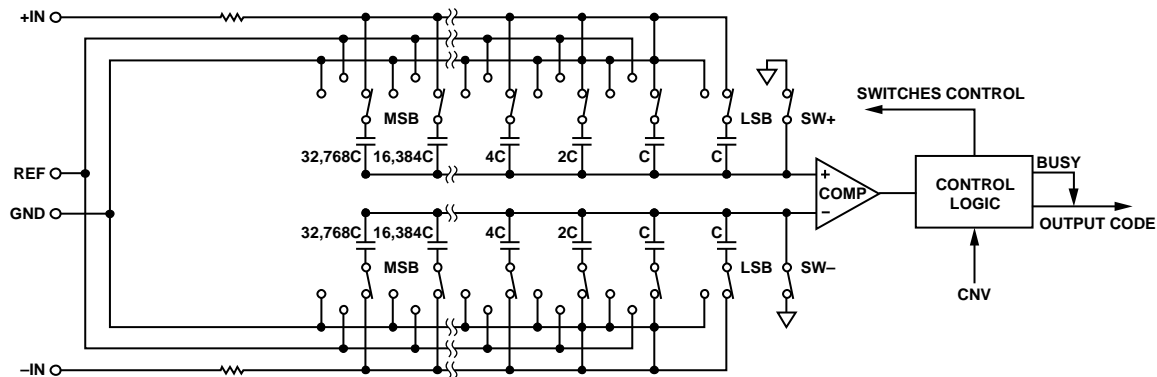 +IN
MSB
LSB
SW+
SWITCHES CONTROL
32,768C
16,384C
4C
2C
C
C
BUSY
REF
+
COMP
–
CONTROL
LOGIC
GND
OUTPUT CODE
32,768C
16,384C
4C
2C
C
C
MSB
LSB
SW–
CNV
–IN